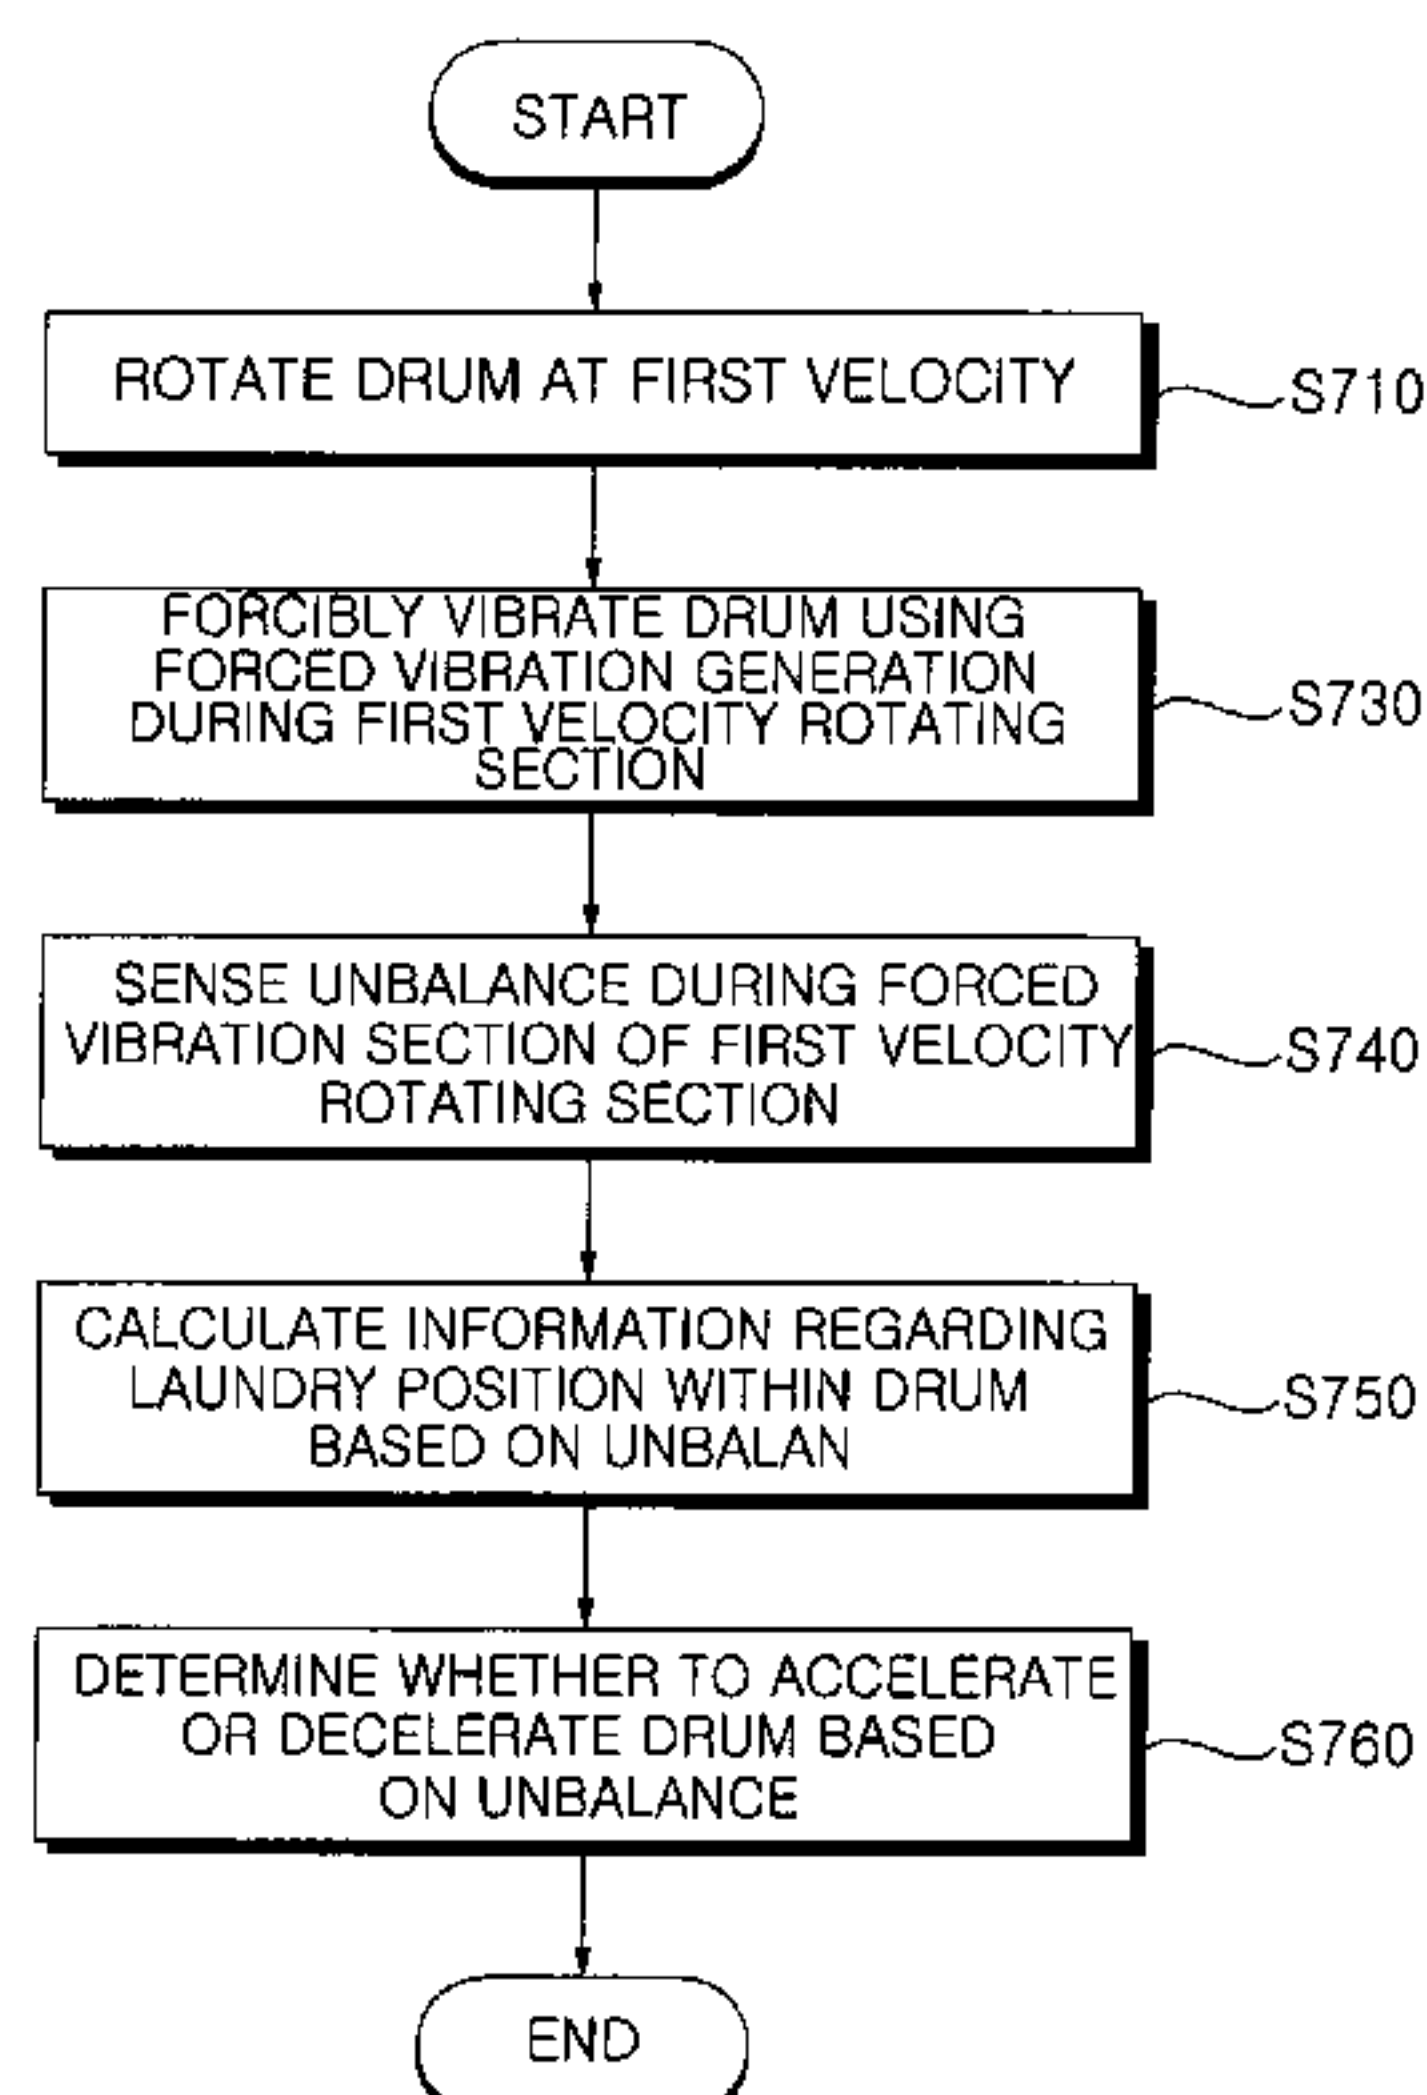 START
ROTATE DRUM AT FIRST VELOCITY
S710
FORCIBLY VIBRATE DRUM USING
FORCED VIBRATION GENERATION
DURING FIRST VELOCITY ROTATING
SECTION
S730
SENSE UNBALANCE DURING FORCED
VIBRATION SECTION OF FIRST VELOCITY
ROTATING SECTION
S740
CALCULATE INFORMATION REGARDING
LAUNDRY POSITION WITHIN DRUM
BASED ON UNBALAN
S750
DETERMINE WHETHER TO ACCELERATE
OR DECELERATE DRUM BASED
ON UNBALANCE
S760
END